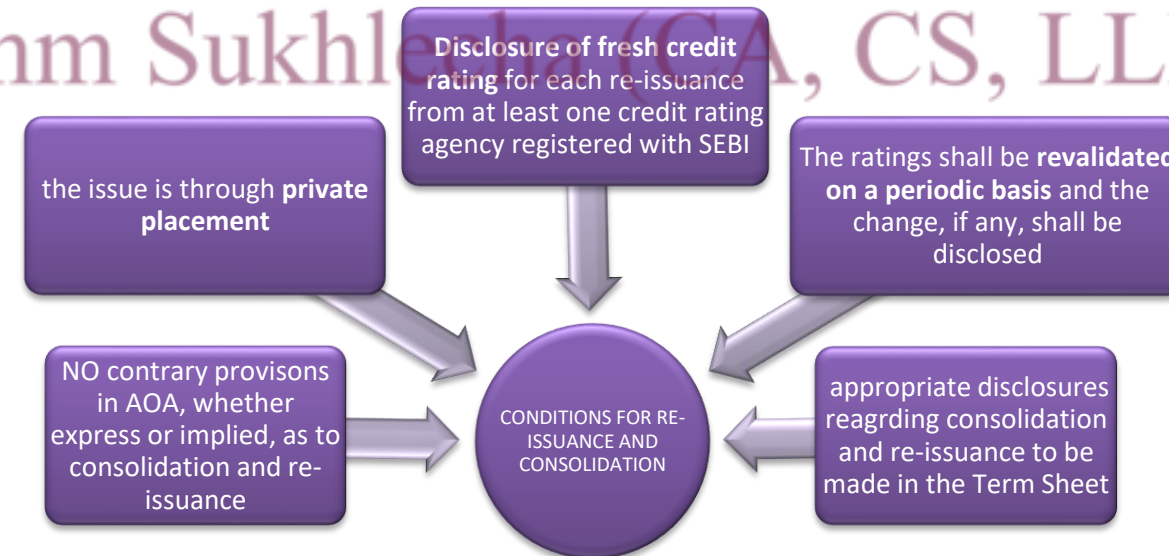 hm Sukhlecha (CA, CS, LL
Disclosure of fresh credit
rating for each re-issuance
from at least one credit rating
agency registered with SEBI
the issue is through private
placement
The ratings shall be revalidated
on a periodic basis and the
change, if any, shall be
disclosed
NO contrary provisons
in AOA, whether
express or implied, as to
consolidation and re-
issuance
CONDITIONS FOR RE-
ISSUANCE AND
CONSOLIDATION
appropriate disclosures
reagrding consolidation
and re-issuance to be
made in the Term Sheet